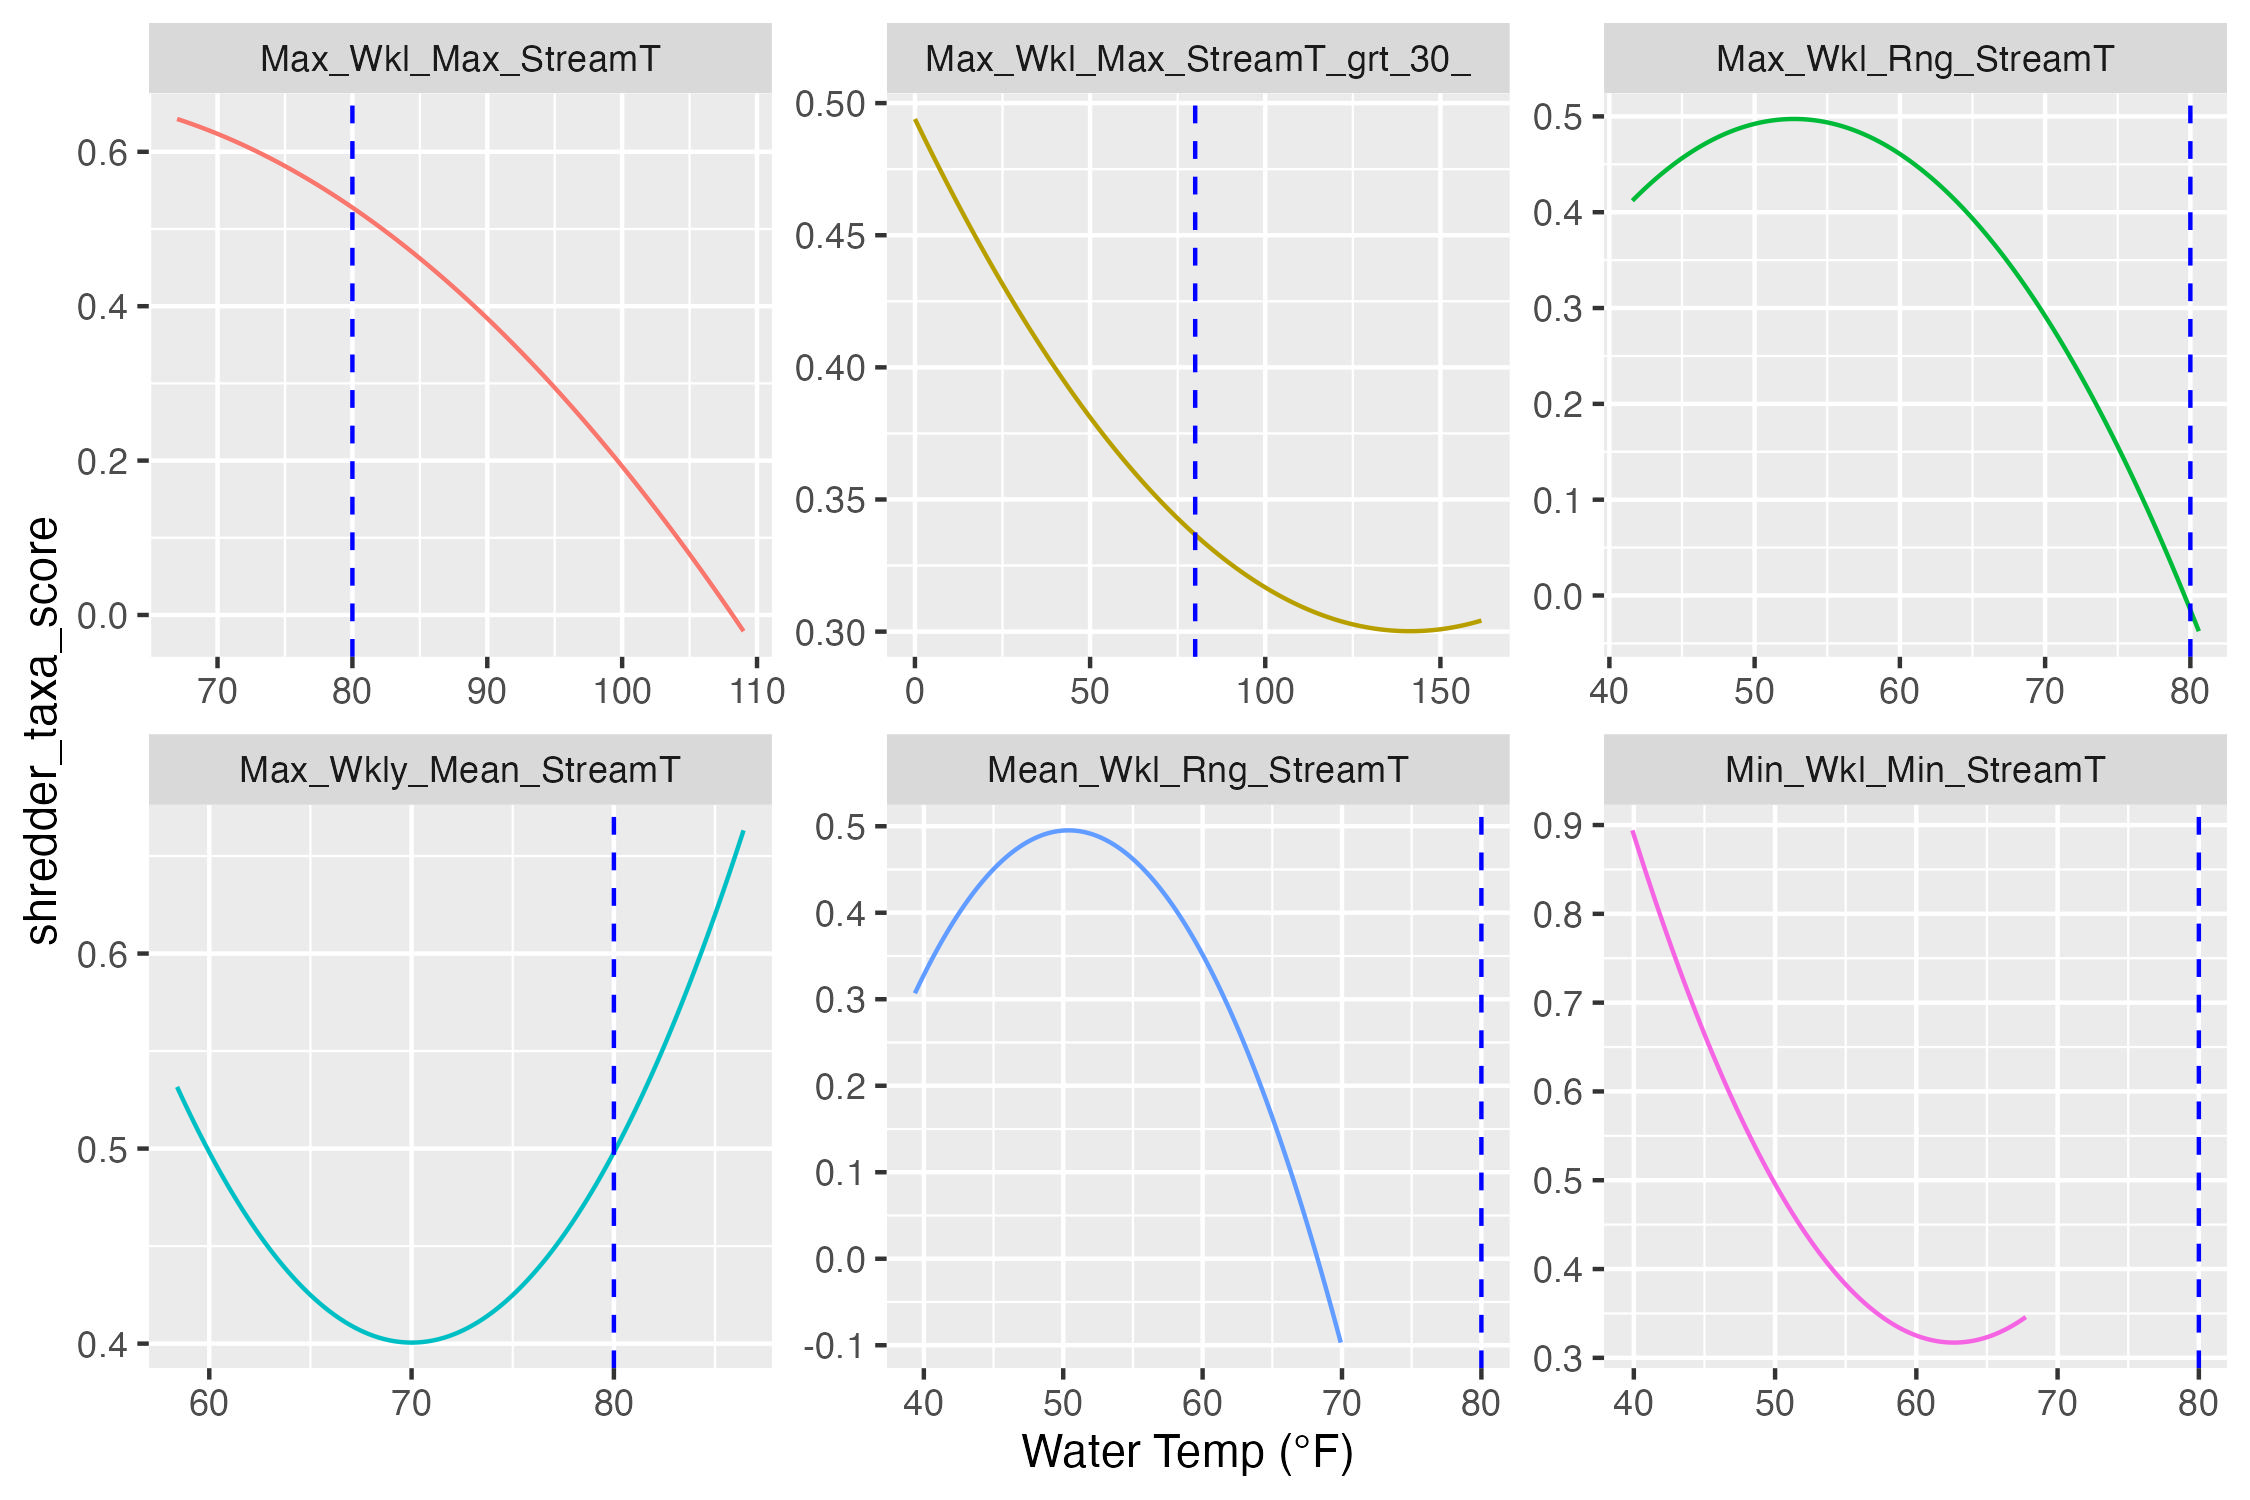 Max_Wkl_Max_StreamT
Max_Wkl_Max_StreamT_grt_30_
Max_Wkl_Rng_StreamT
0.6
0.4
0.2
0.0
70 80 90 100 110
0.50
0.45
0.40
0.35
0.30
0 50 100 150
0.5
0.4
0.3
0.2
0.1
0.0
40 50 60 70 80
shredder_taxa_score
Max_Wkly_Mean_StreamT
Mean_Wkl_Rng_StreamT
Min_Wkl_Min_StreamT
0.6
0.5
0.4
60 70 80
0.5
0.4
0.3
0.2
0.1
0.0
-0.1
40 50 60 70 80
0.9
0.8
0.7
0.6
0.5
0.4
0.3
40 50 60 70 80
Water Temp (°F)